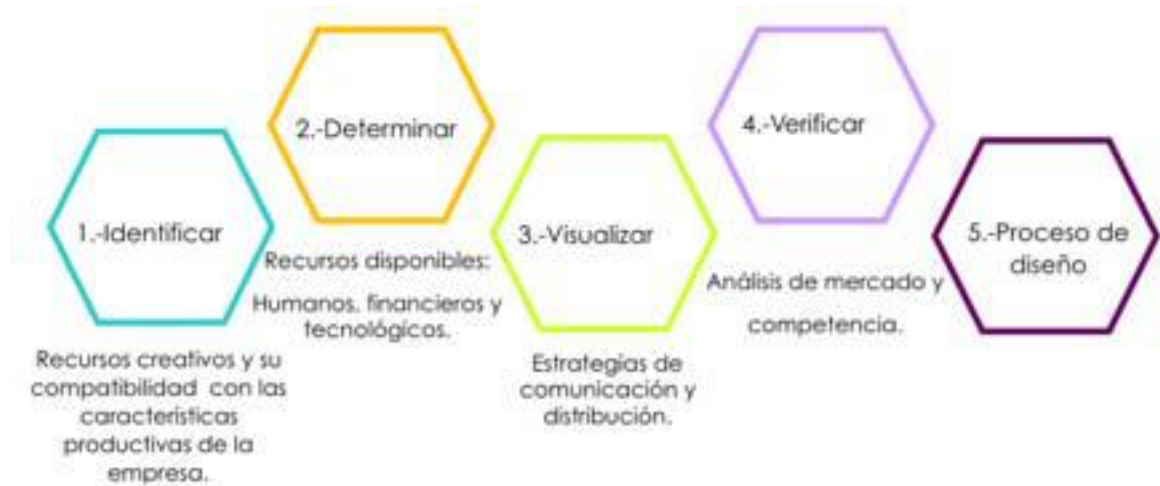 1.-Identificar
Recursos creativos y su
compatibilidad con las
características
productivas de la
empresa.
2.-Determinar
Recursos disponibles:
Humanos, financieros y
tecnológicos.
3.-Visualizar
Estrategias de
comunicación y
distribución.
4.-Verificar
Análisis de mercado y
competencia.
5.-Proceso de
diseño